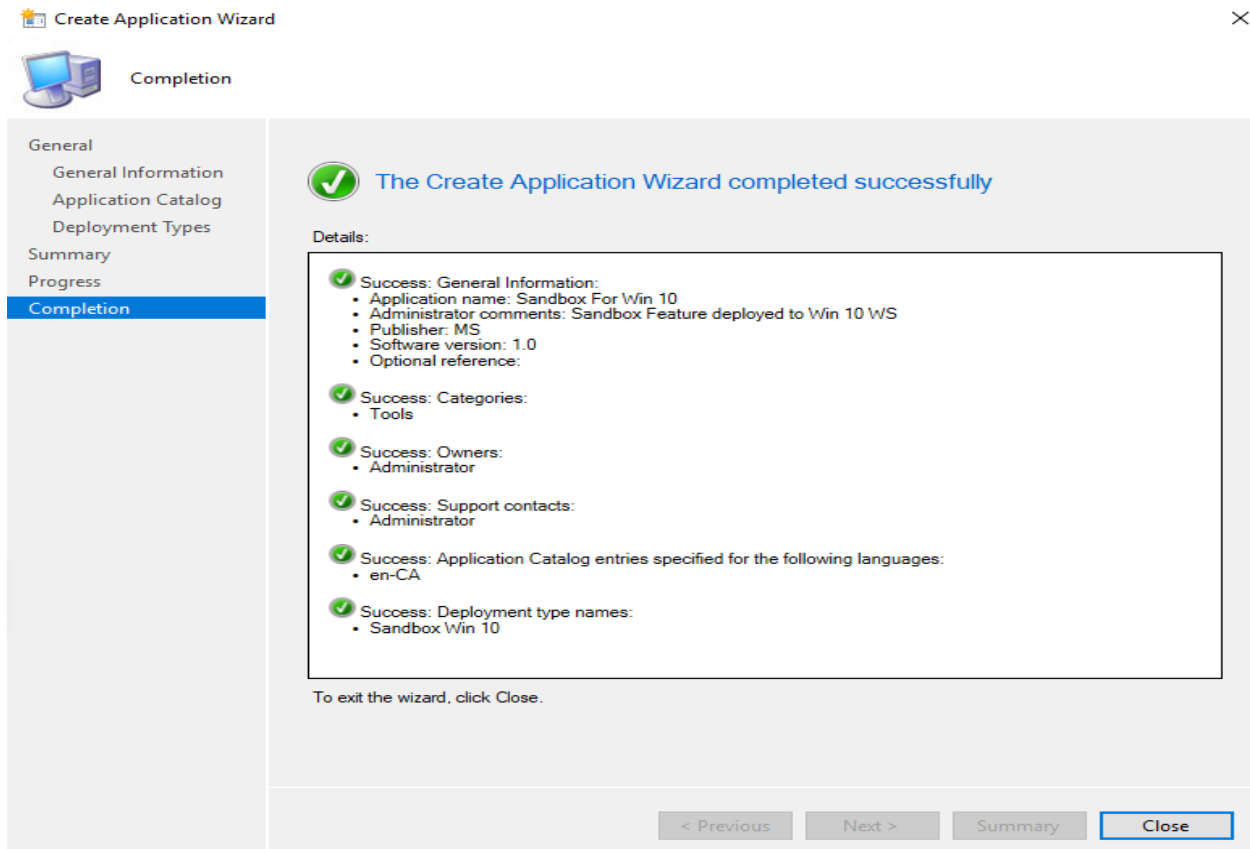 Create Application Wizard
Completion
General
General Information
Application Catalog
Deployment Types
Summary
Progress
Completion
The Create Application Wizard completed successfully
Details:
Success: General Information:
• Application name: Sandbox For Win 10
• Administrator comments: Sandbox Feature deployed to Win 10 WS
• Publisher: MS
• Software version: 1.0
• Optional reference:
Success: Categories:
• Tools
Success: Owners:
• Administrator
Success: Support contacts:
• Administrator
Success: Application Catalog entries specified for the following languages:
• en-CA
Success: Deployment type names:
• Sandbox Win 10
To exit the wizard, click Close.
< Previous
Next >
Summary
Close